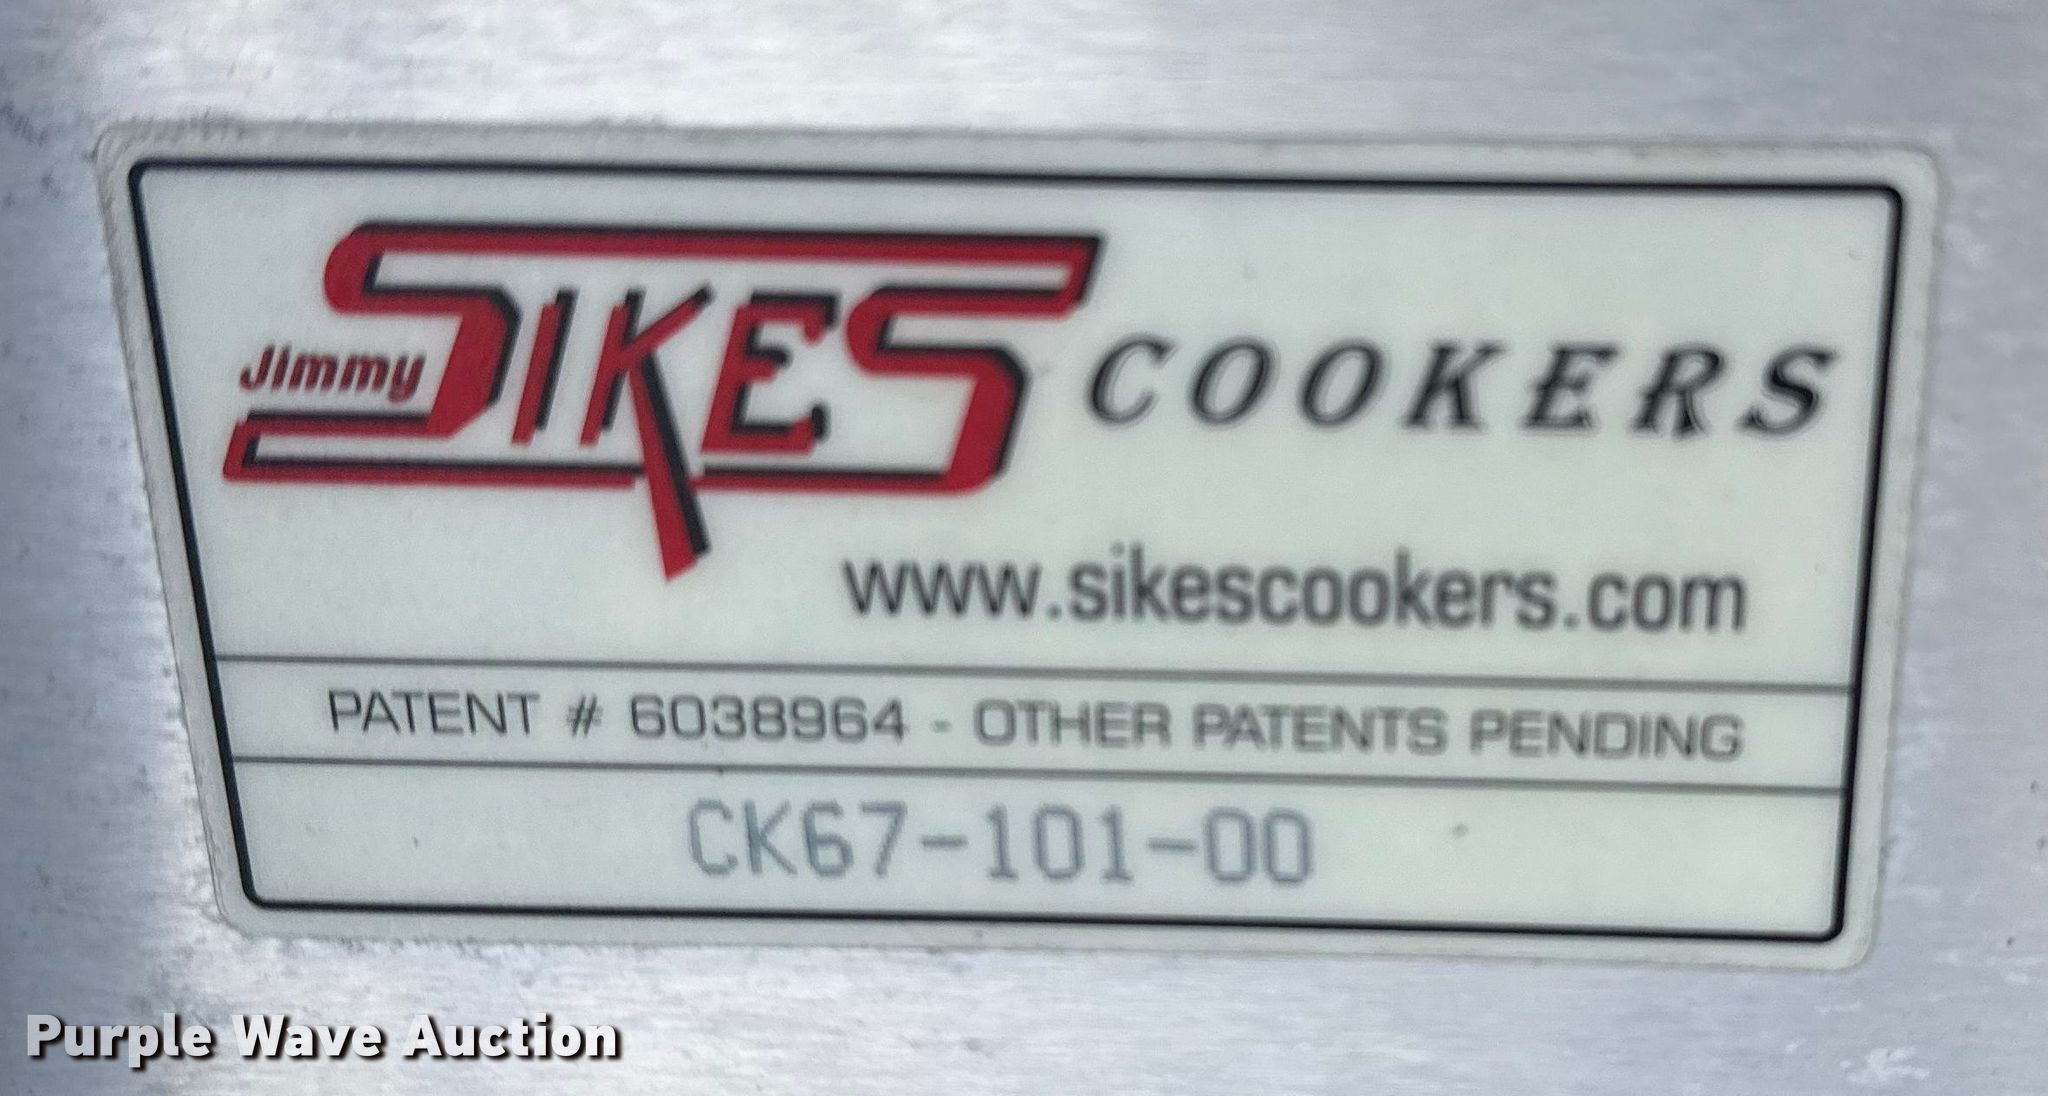 Jimmy SIKES COOKERS
www.sikescookers.com
PATENT # 6038964 - OTHER PATENTS PENDING
CK67-101-00
Purple Wave Auction